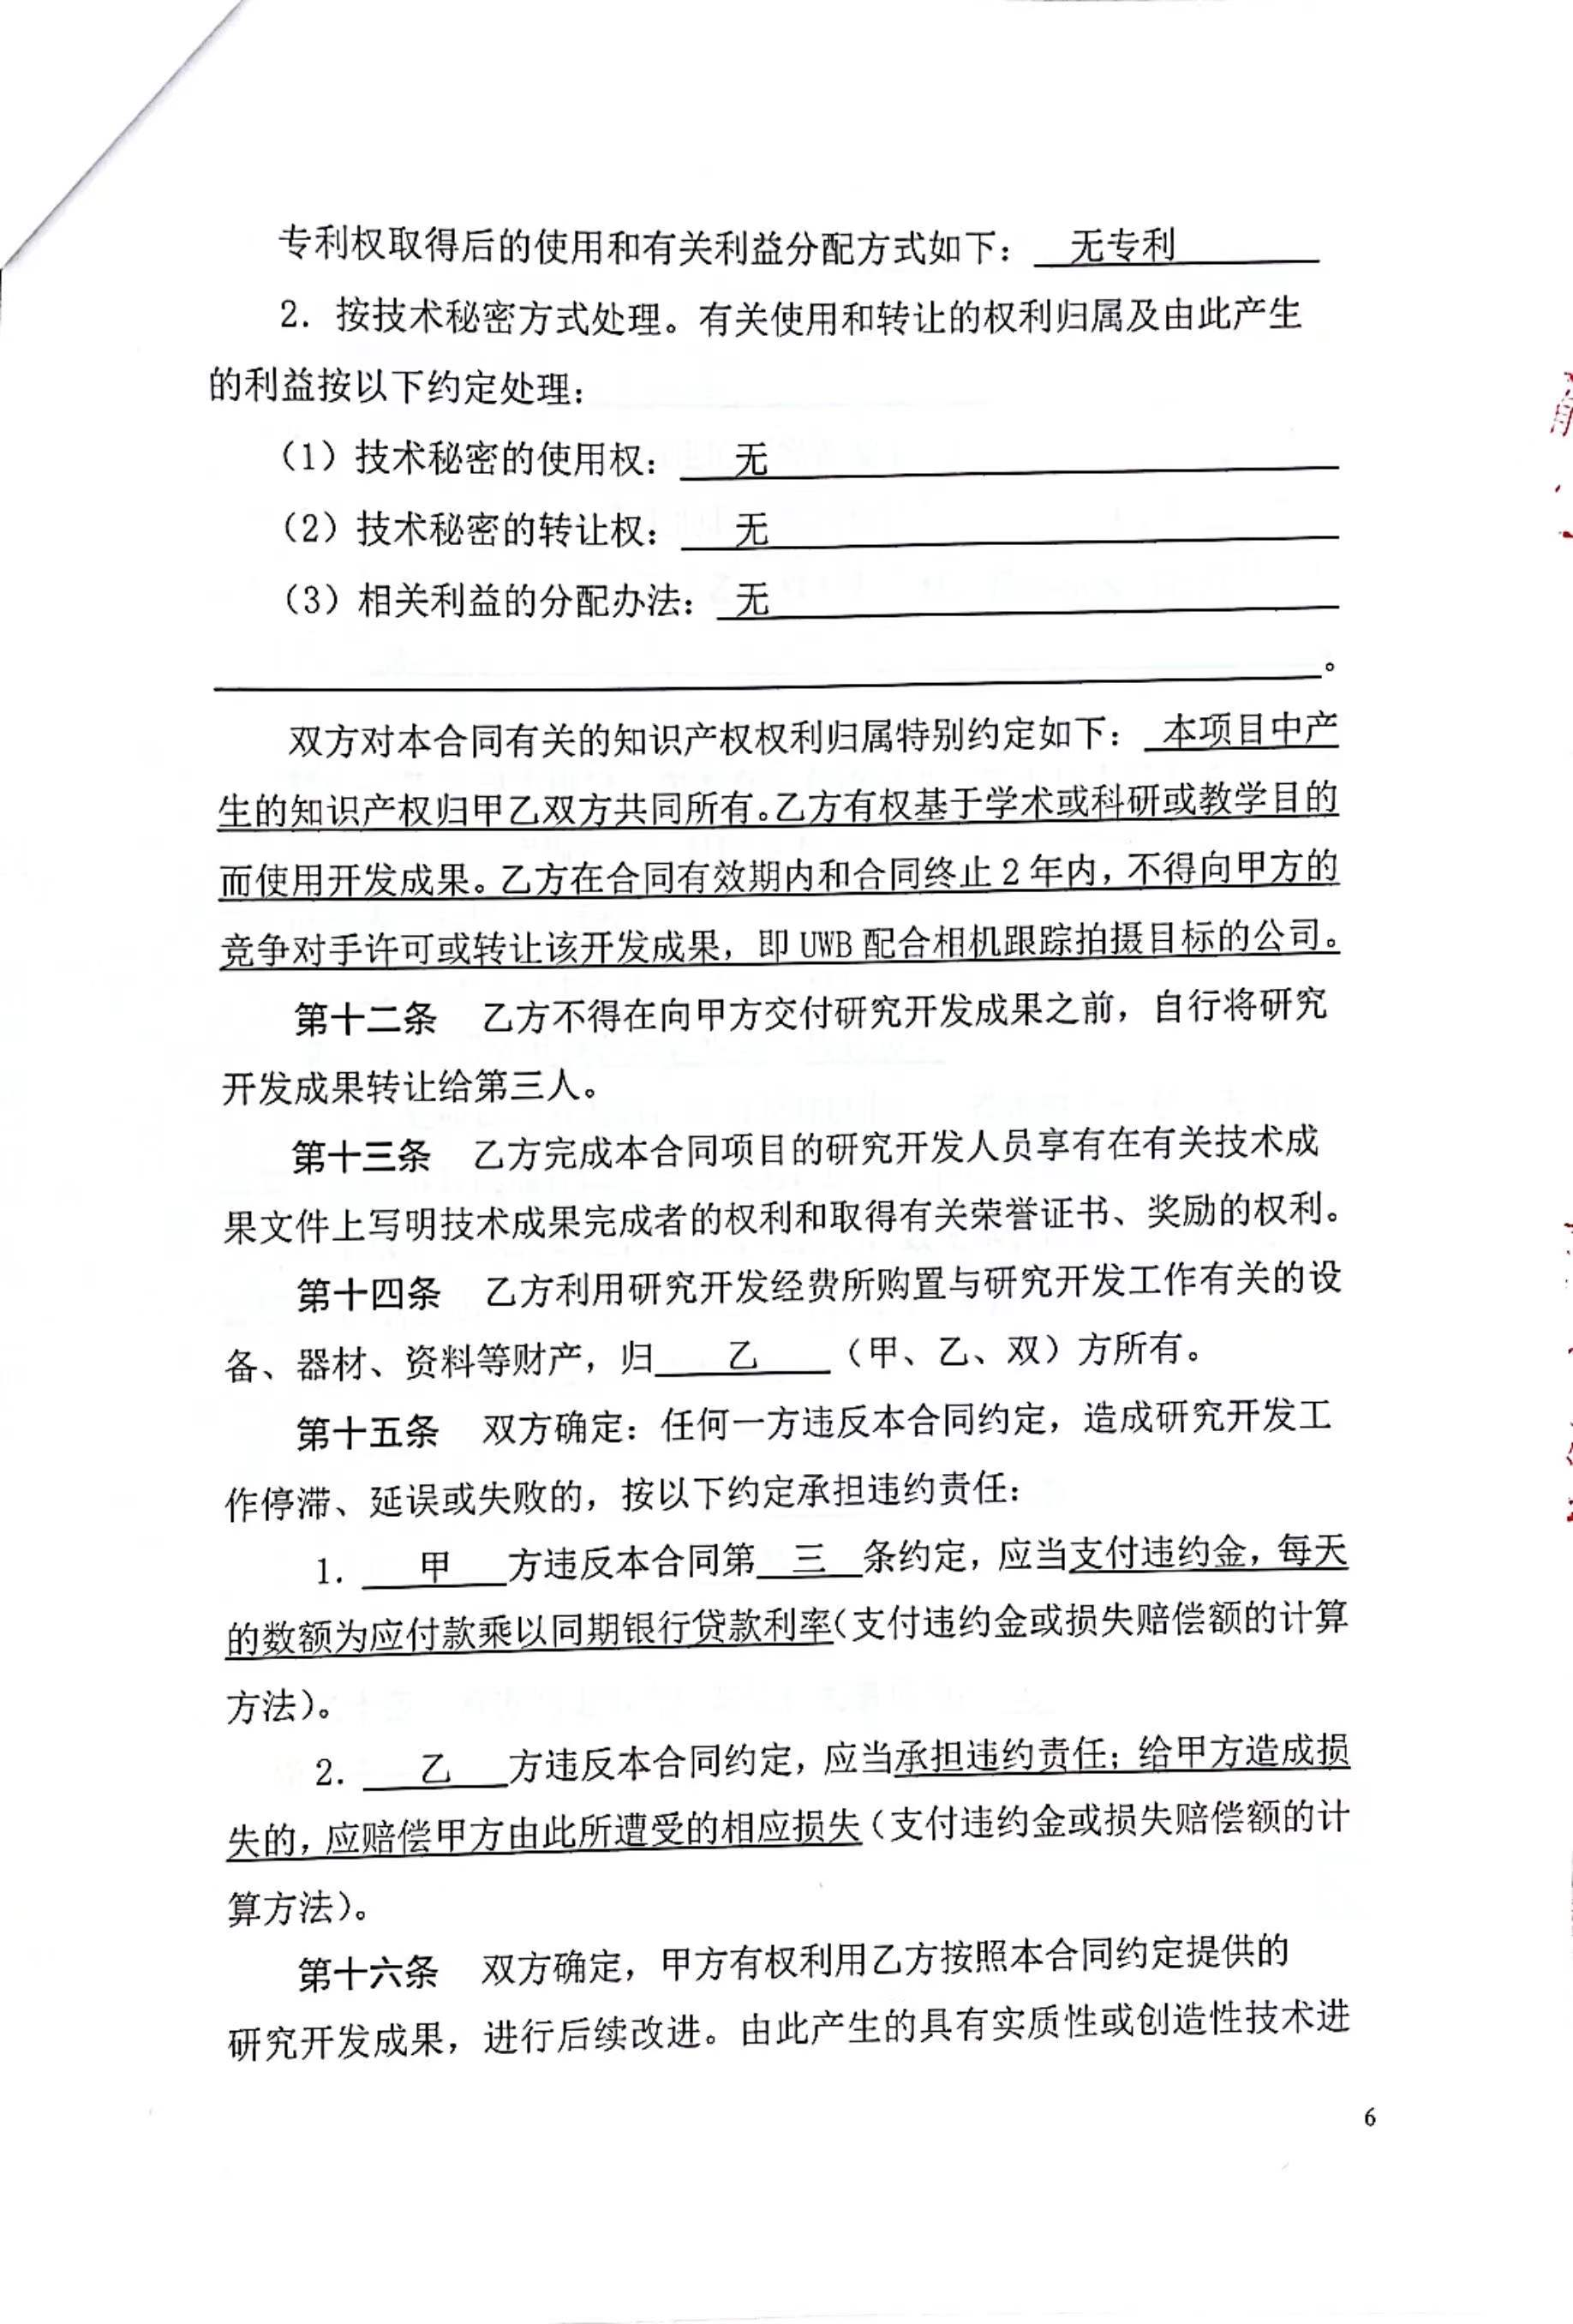 专利权取得后的使用和有关利益分配方式如下：无专利
2. 按技术秘密方式处理。有关使用和转让的权利归属及由此产生
的利益按以下约定处理：
（1）技术秘密的使用权：无
（2）技术秘密的转让权：无
（3）相关利益的分配办法：无
。
双方对本合同有关的知识产权权利归属特别约定如下：本项目中产
生的知识产权归甲乙双方共同所有。乙方有权基于学术或科研或教学目的
而使用开发成果。乙方在合同有效期内和合同终止2年内，不得向甲方的
竞争对手许可或转让该开发成果，即UWB配合相机跟踪拍摄目标的公司。
第十二条 乙方不得在向甲方交付研究开发成果之前，自行将研究
开发成果转让给第三人。
第十三条 乙方完成本合同项目的研究开发人员享有在有关技术成
果文件上写明技术成果完成者的权利和取得有关荣誉证书、奖励的权利。
第十四条 乙方利用研究开发经费所购置与研究开发工作有关的设
备、器材、资料等财产，归 乙 （甲、乙、双）方所有。
第十五条 双方确定：任何一方违反本合同约定，造成研究开发工
作停滞、延误或失败的，按以下约定承担违约责任：
1. 甲 方违反本合同第 三 条约定，应当支付违约金，每天
的数额为应付款乘以同期银行贷款利率（支付违约金或损失赔偿额的计算
方法）。
2. 乙 方违反本合同约定，应当承担违约责任；给甲方造成损
失的，应赔偿甲方由此所遭受的相应损失（支付违约金或损失赔偿额的计
算方法）。
第十六条 双方确定，甲方有权利用乙方按照本合同约定提供的
研究开发成果，进行后续改进。由此产生的具有实质性或创造性技术进
6